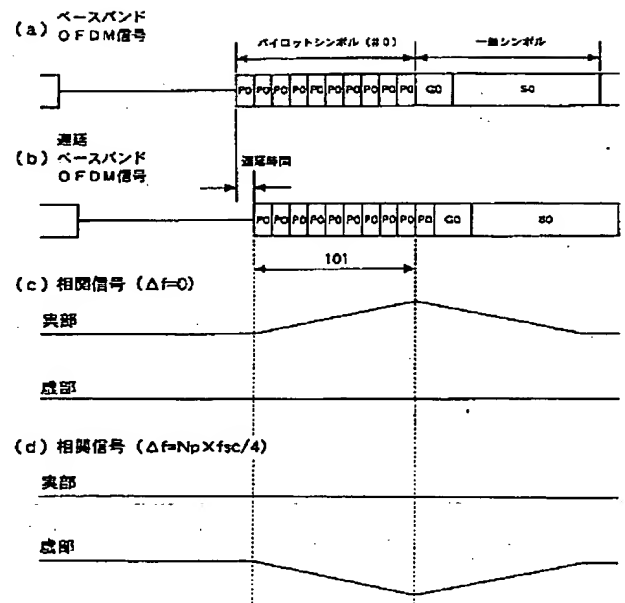 (a) ベースバンド
OFDM信号
パイロットシンボル (#0)
一般シンボル
P0 P0 P0 P0 P0 P0 P0 P0 P0 P0 G0 S0
遅延
(b) ベースバンド
OFDM信号
遅延時間
P0 P0 P0 P0 P0 P0 P0 P0 P0 P0 G0 S0
101
(c) 相関信号 (Δf=0)
実部
虚部
(d) 相関信号 (Δf=Np×fsc/4)
実部
虚部